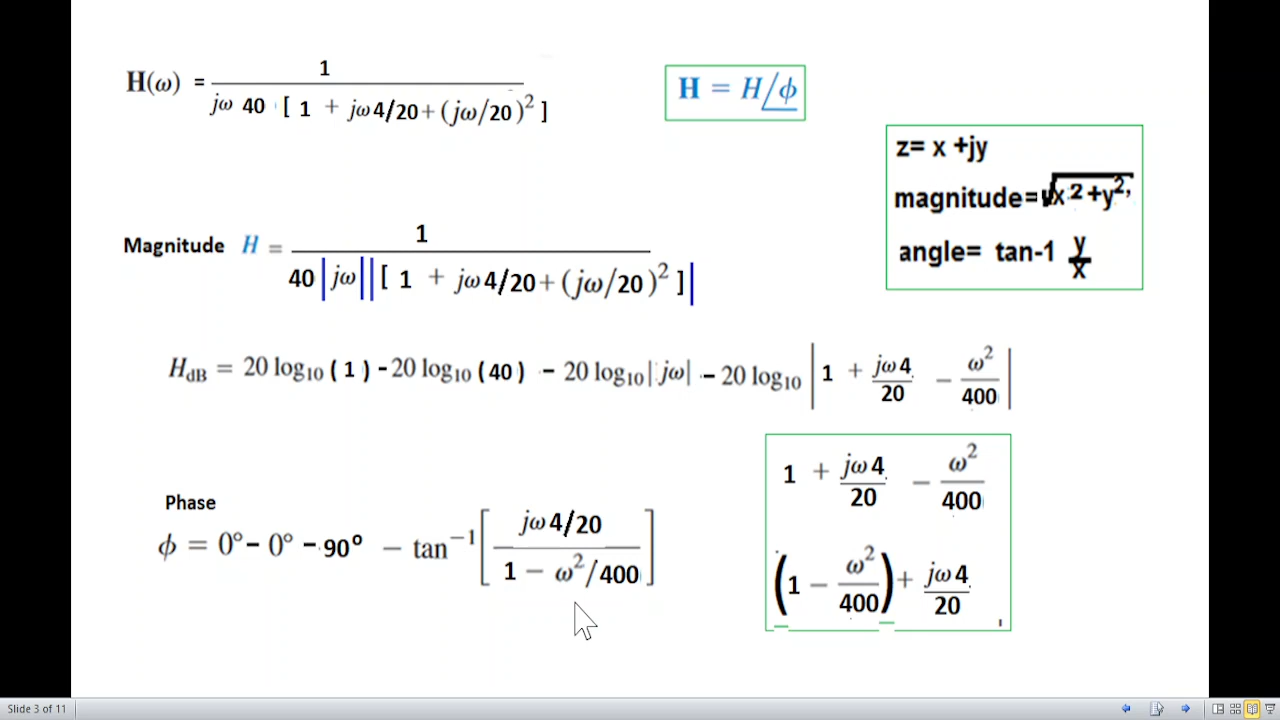 H(ω) = 1 / jω 40 [ 1 + jω4/20+(jω/20)² ]
H = H/ϕ
z= x +jy
magnitude=√x2+y2,
angle= tan-1 y/x
Magnitude H = 1 / 40|jω||[ 1 + jω4/20+(jω/20)² ]|
HdB = 20 log10 ( 1 ) - 20 log10 ( 40 ) - 20 log10|jω| - 20 log10 | 1 + jω4/20 − ω²/400 |
1 + jω4/20 − ω²/400
Phase
ϕ = 0°- 0° - 90° − tan−1[ jω4/20 / 1 − ω²/400 ]
(1 − ω²/400) + jω4/20
Slide 3 of 11